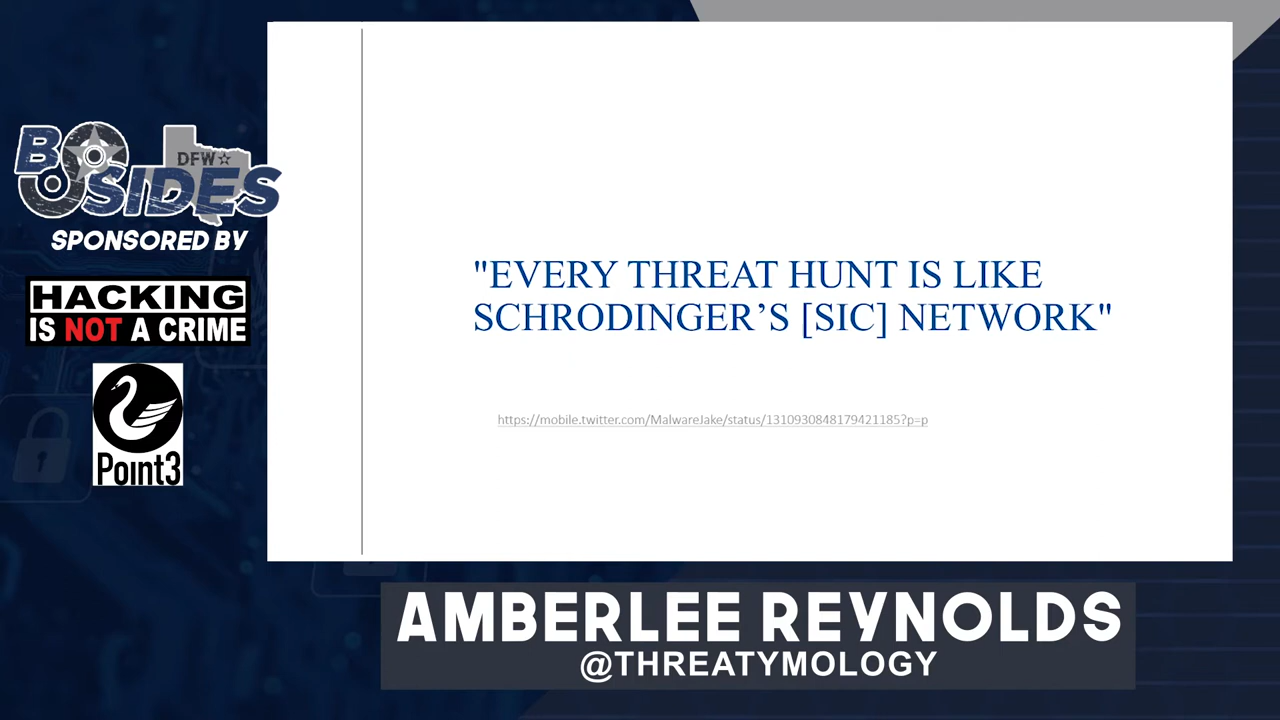 B SIDES
DFW
SPONSORED BY
HACKING
IS NOT A CRIME
Point3
"EVERY THREAT HUNT IS LIKE
SCHRODINGER’S [SIC] NETWORK"
https://mobile.twitter.com/MalwareJake/status/1310930848179421185?p=p
AMBERLEE REYNOLDS
@THREATYMOLOGY